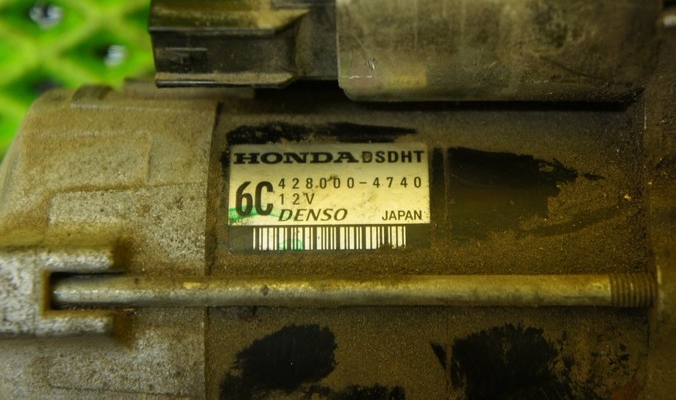 HONDA DSDHT
6C 428000-4740
12V
DENSO JAPAN